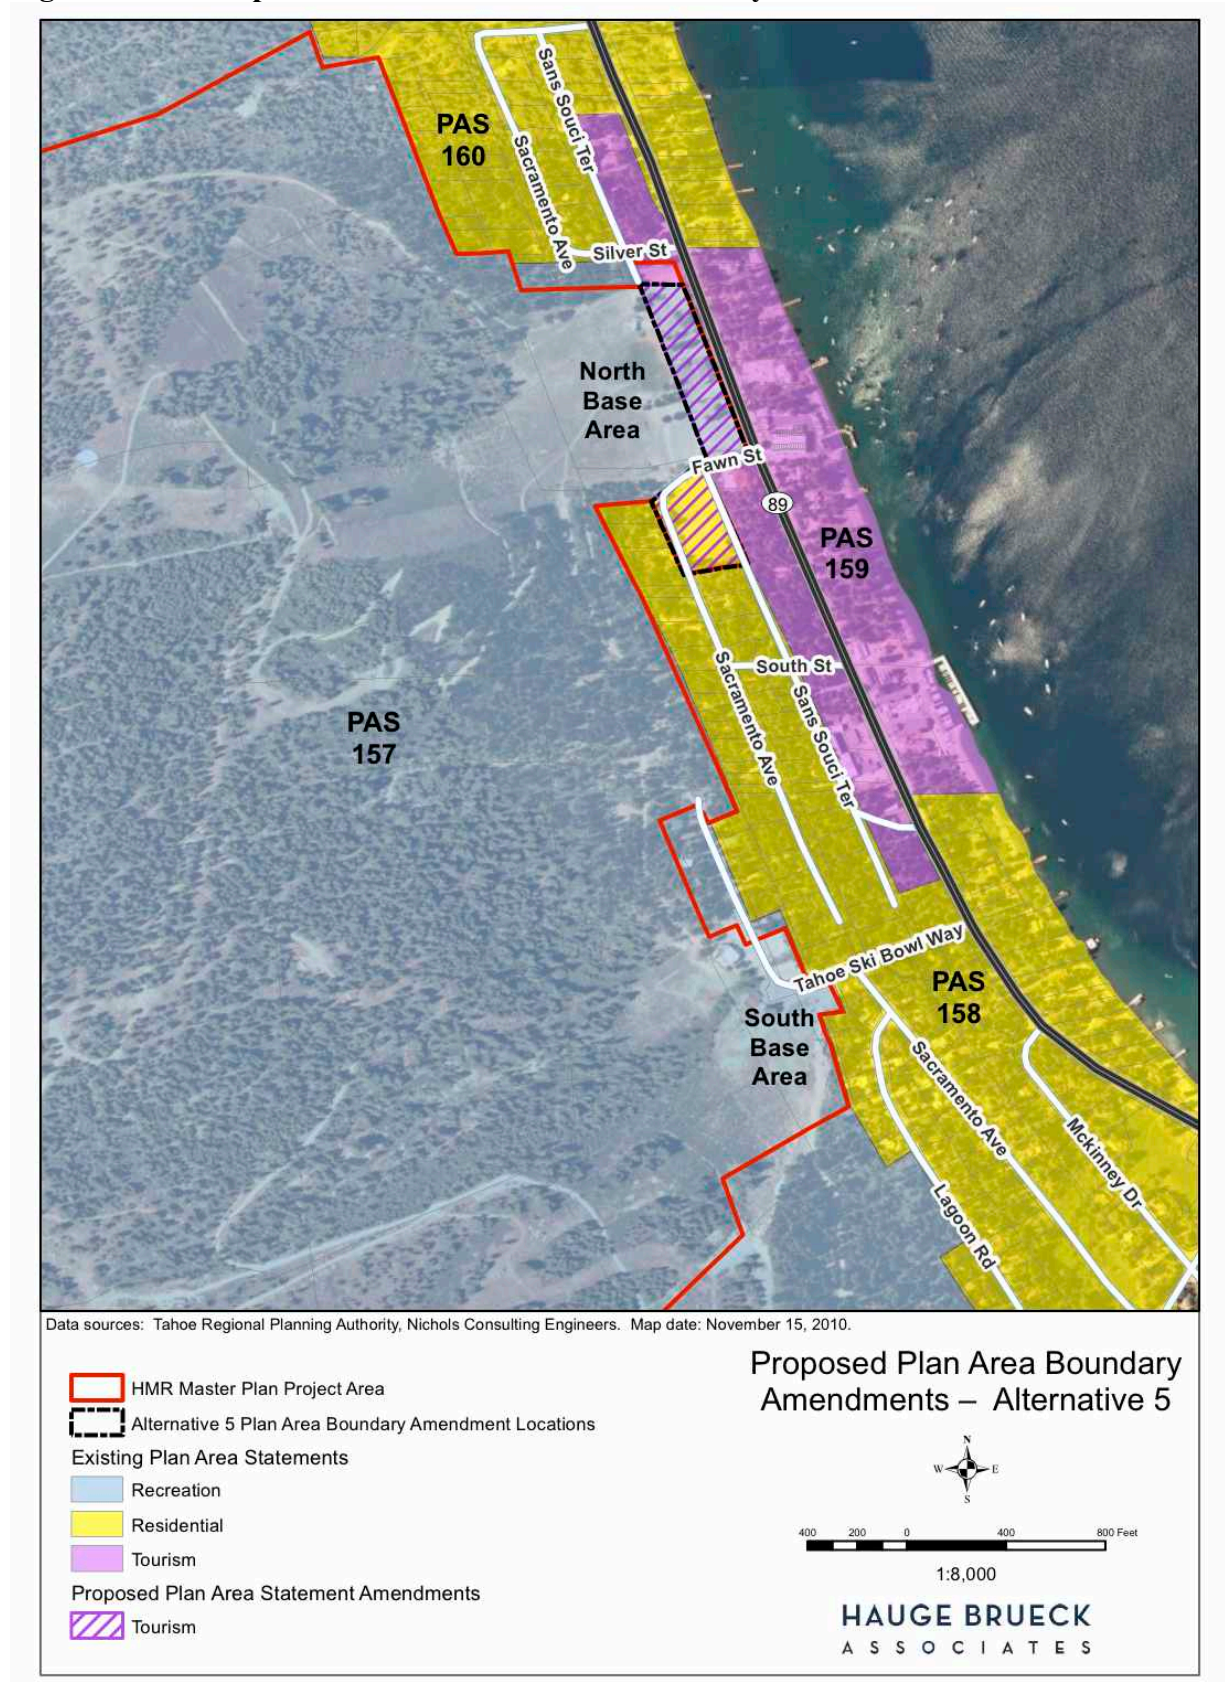 PAS
160
Sans Souci Ter
Sacramento Ave
Silver St
North
Base
Area
Fawn St
89
PAS
159
South St
Sacramento Ave
Sans Souci Ter
PAS
157
Tahoe Ski Bowl Way
PAS
158
South
Base
Area
Sacramento Ave
Mckinney Dr
Lagoon Rd
Data sources: Tahoe Regional Planning Authority, Nichols Consulting Engineers. Map date: November 15, 2010.
HMR Master Plan Project Area
Alternative 5 Plan Area Boundary Amendment Locations
Existing Plan Area Statements
Recreation
Residential
Tourism
Proposed Plan Area Statement Amendments
Tourism
Proposed Plan Area Boundary
Amendments – Alternative 5
N
W E
S
400 200 0 400 800 Feet
1:8,000
HAUGE BRUECK
ASSOCIATES